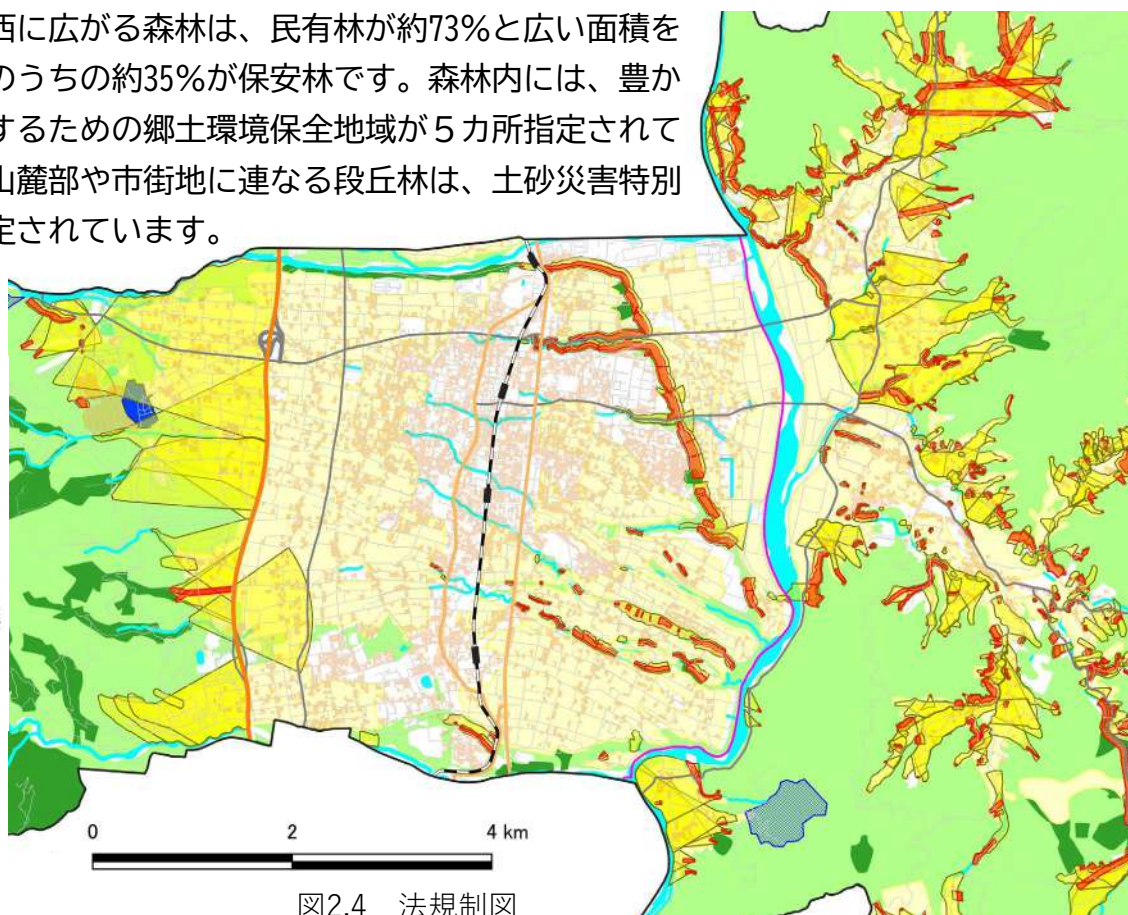 西に広がる森林は、民有林が約73%と広い面積を
のうちの約35%が保安林です。森林内には、豊か
するための郷土環境保全地域が５カ所指定されて
山麓部や市街地に連なる段丘林は、土砂災害特別
定されています。
0 2 4 km
図2.4 法規制図